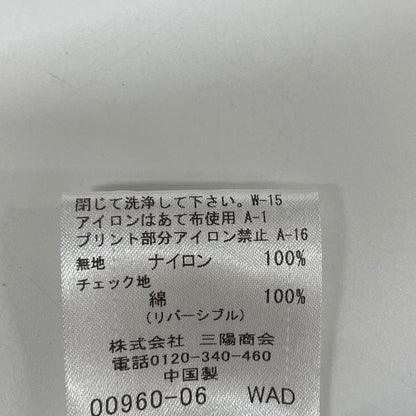 閉じて洗浄して下さい。W-15
アイロンはあて布使用 A-1
プリント部分アイロン禁止 A-16
無地 ナイロン 100%
チェック地
綿 100%
(リバーシブル)
株式会社 三陽商会
電話0120-340-460
中国製
00960-06 WAD